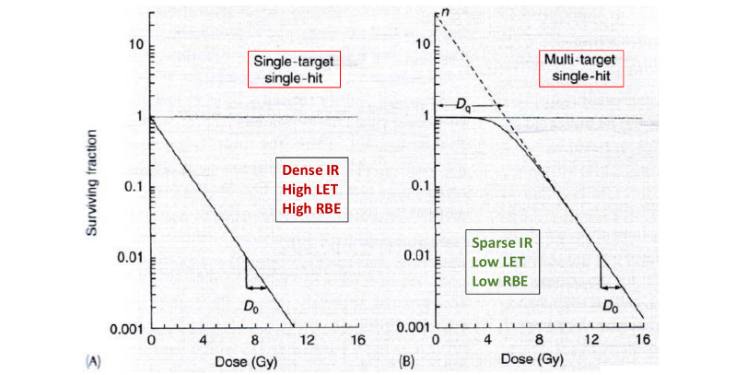 10
1
0.1
0.01
0.001
Surviving fraction
Single-target
single-hit
Dense IR
High LET
High RBE
D0
0 4 8 12 16
Dose (Gy)
(A)
n
10
1
0.1
0.01
0.001
Multi-target
single-hit
Dq
Sparse IR
Low LET
Low RBE
D0
0 4 8 12 16
Dose (Gy)
(B)